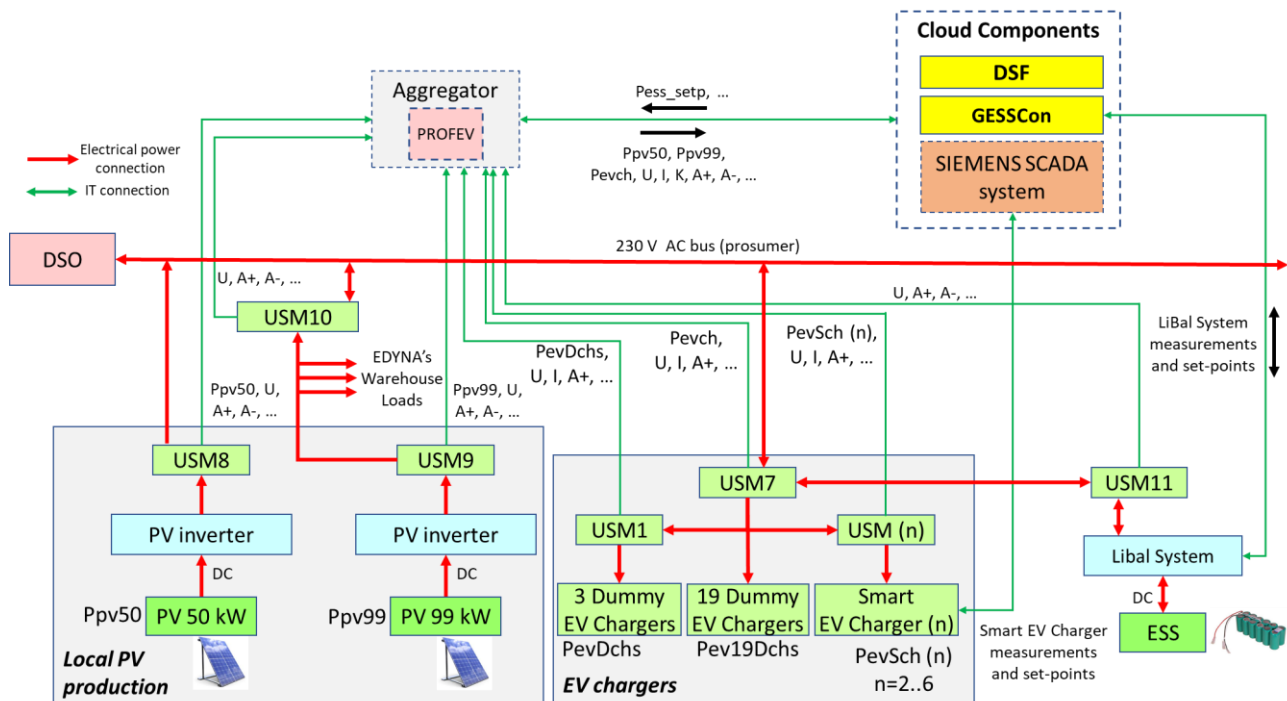 Cloud Components
DSF
GESSCon
SIEMENS SCADA
system
Aggregator
PROFEV
Pess_setp, ...
Ppv50, Ppv99,
Pevch, U, I, K, A+, A-, ...
Electrical power
connection
IT connection
DSO
230 V AC bus (prosumer)
U, A+, A-, ...
USM10
EDYNA's
Warehouse
Loads
Ppv50, U,
A+, A-, ...
Ppv99, U,
A+, A-, ...
PevDchs,
U, I, A+, ...
Pevch,
U, I, A+, ...
PevSch (n),
U, I, A+, ...
U, A+, A-, ...
LiBal System
measurements
and set-points
USM8
USM9
PV inverter
PV inverter
DC
DC
Ppv50
PV 50 kW
Ppv99
PV 99 kW
Local PV
production
USM7
USM1
USM (n)
3 Dummy
EV Chargers
PevDchs
19 Dummy
EV Chargers
Pev19Dchs
Smart
EV Charger (n)
PevSch (n)
n=2..6
EV chargers
USM11
Libal System
DC
ESS
Smart EV Charger
measurements
and set-points